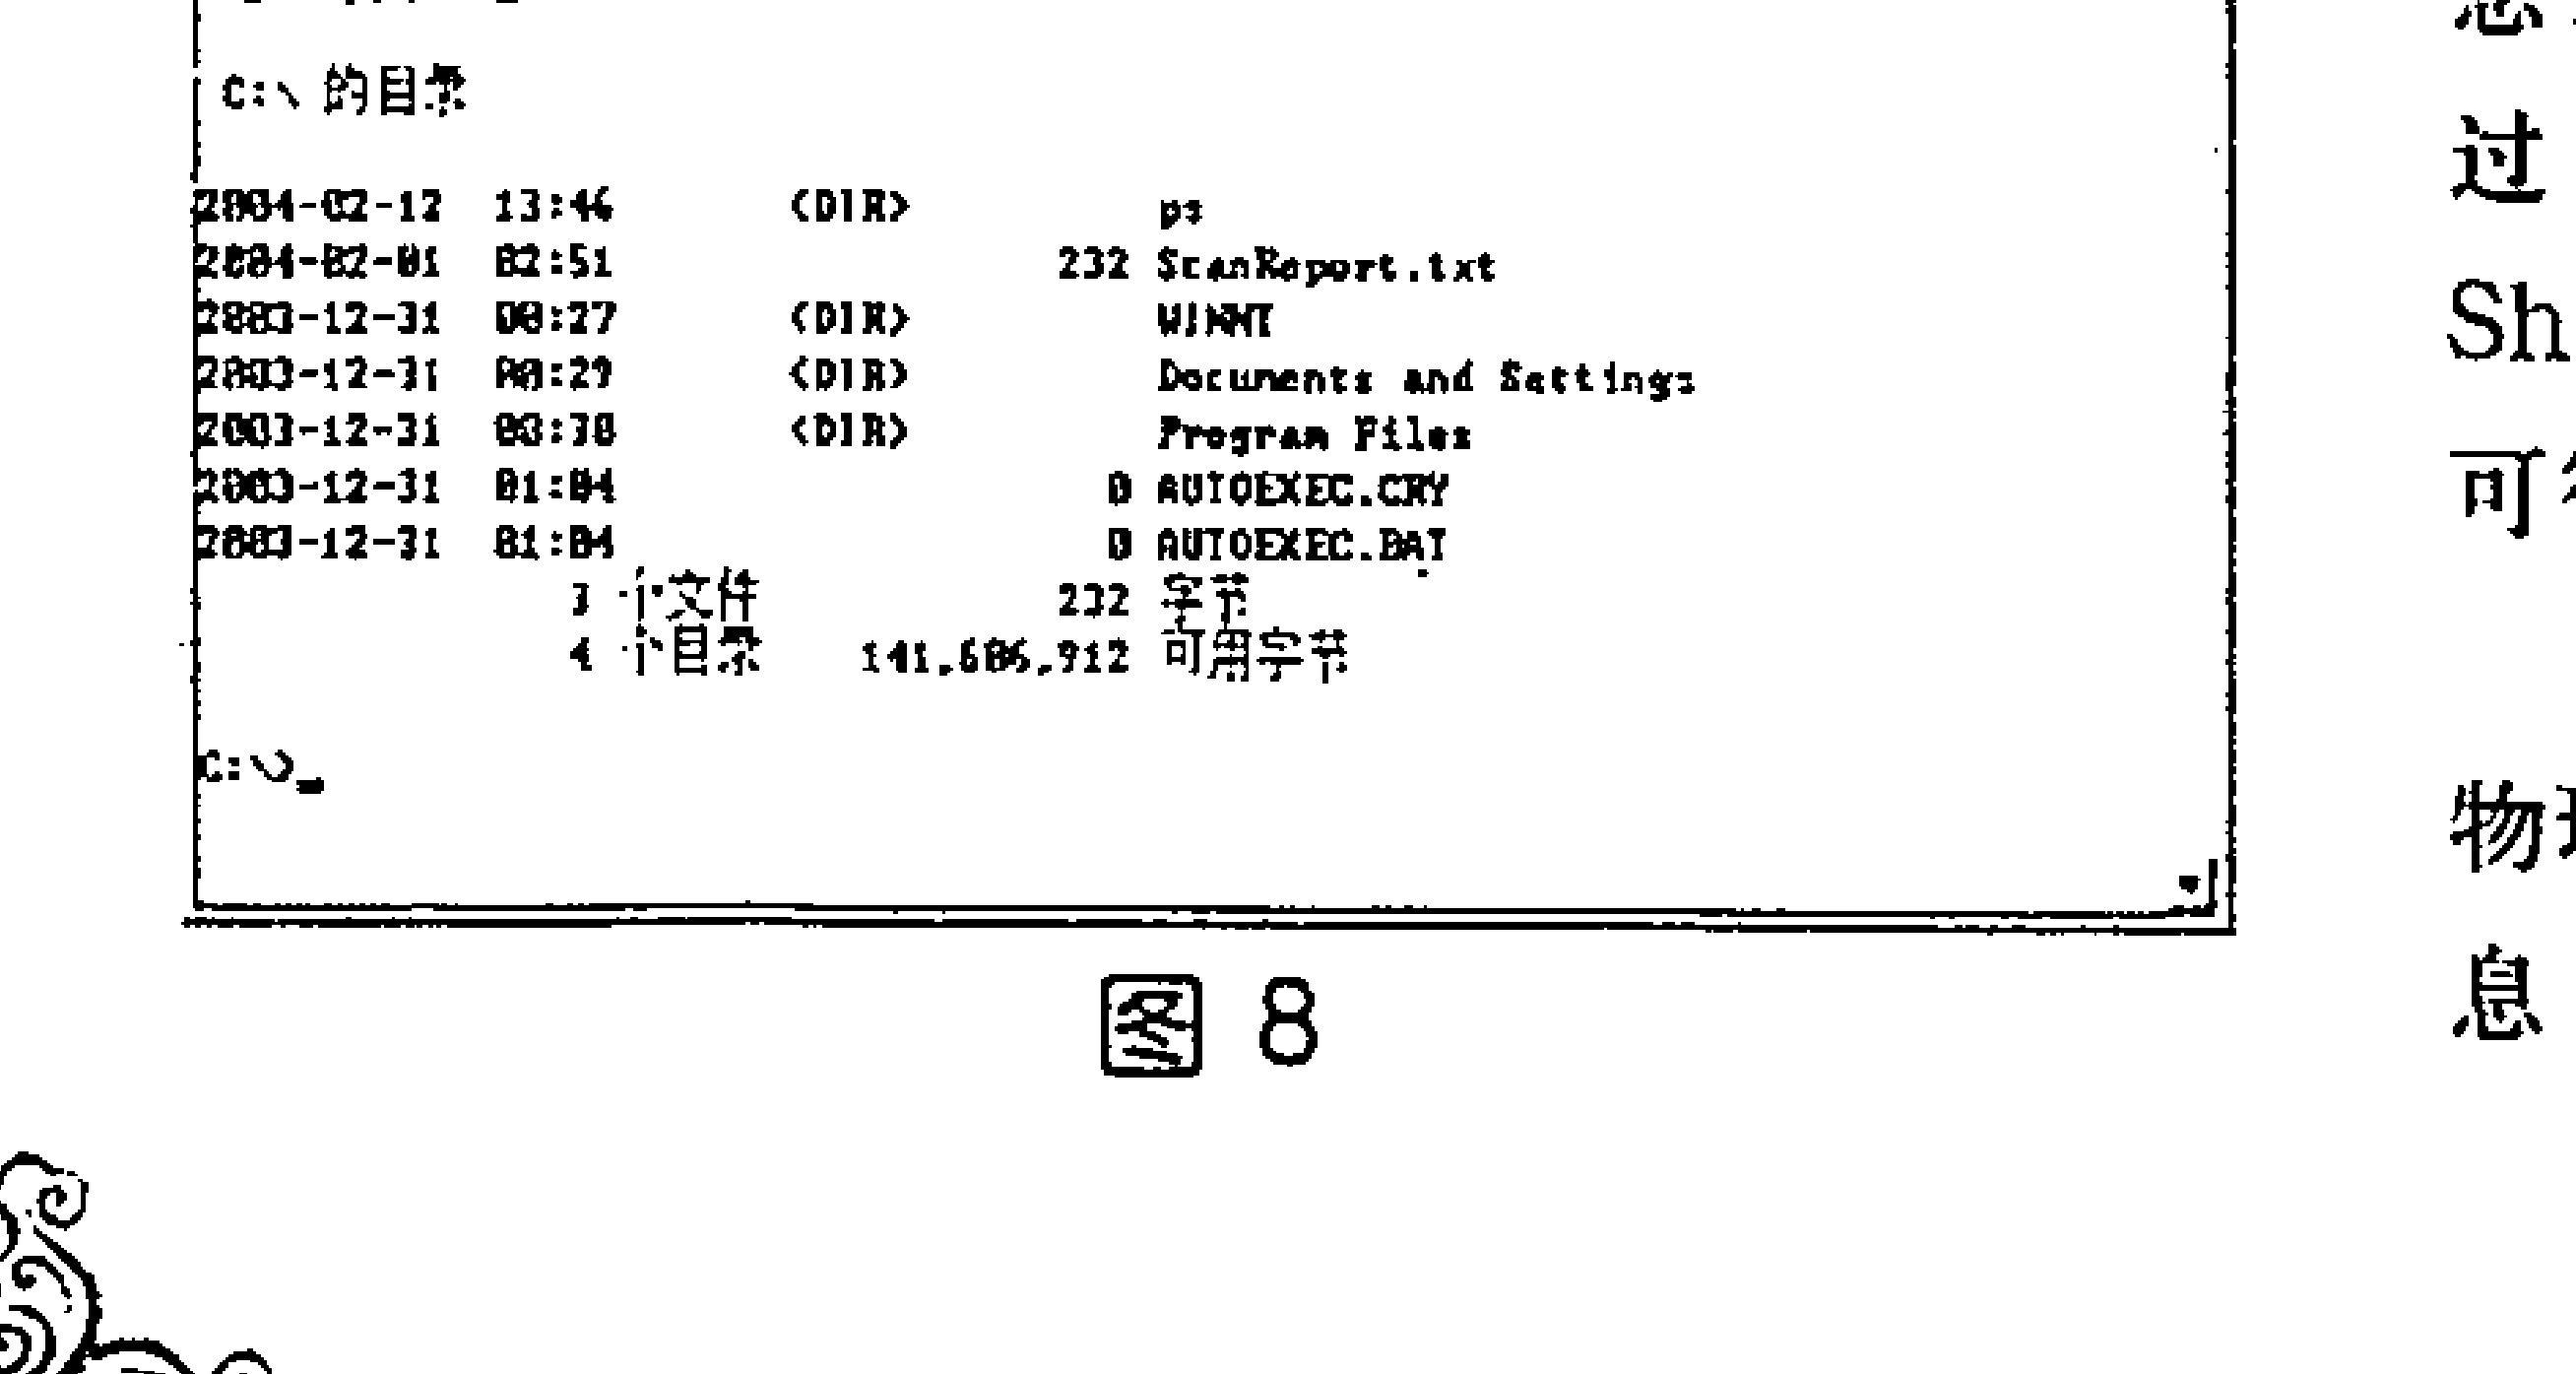 C:\ 的目录
2004-02-12 13:46 <DIR> ps
2004-02-01 02:51 232 ScanReport.txt
2003-12-31 00:27 <DIR> WINNT
2003-12-31 00:29 <DIR> Documents and Settings
2003-12-31 00:30 <DIR> Program Files
2003-12-31 01:04 0 AUTOEXEC.CRY
2003-12-31 01:04 0 AUTOEXEC.BAT
3 个文件 232 字节
4 个目录 141,606,912 可用字节
C:\>_
图 8
过
Sh
可
物
息